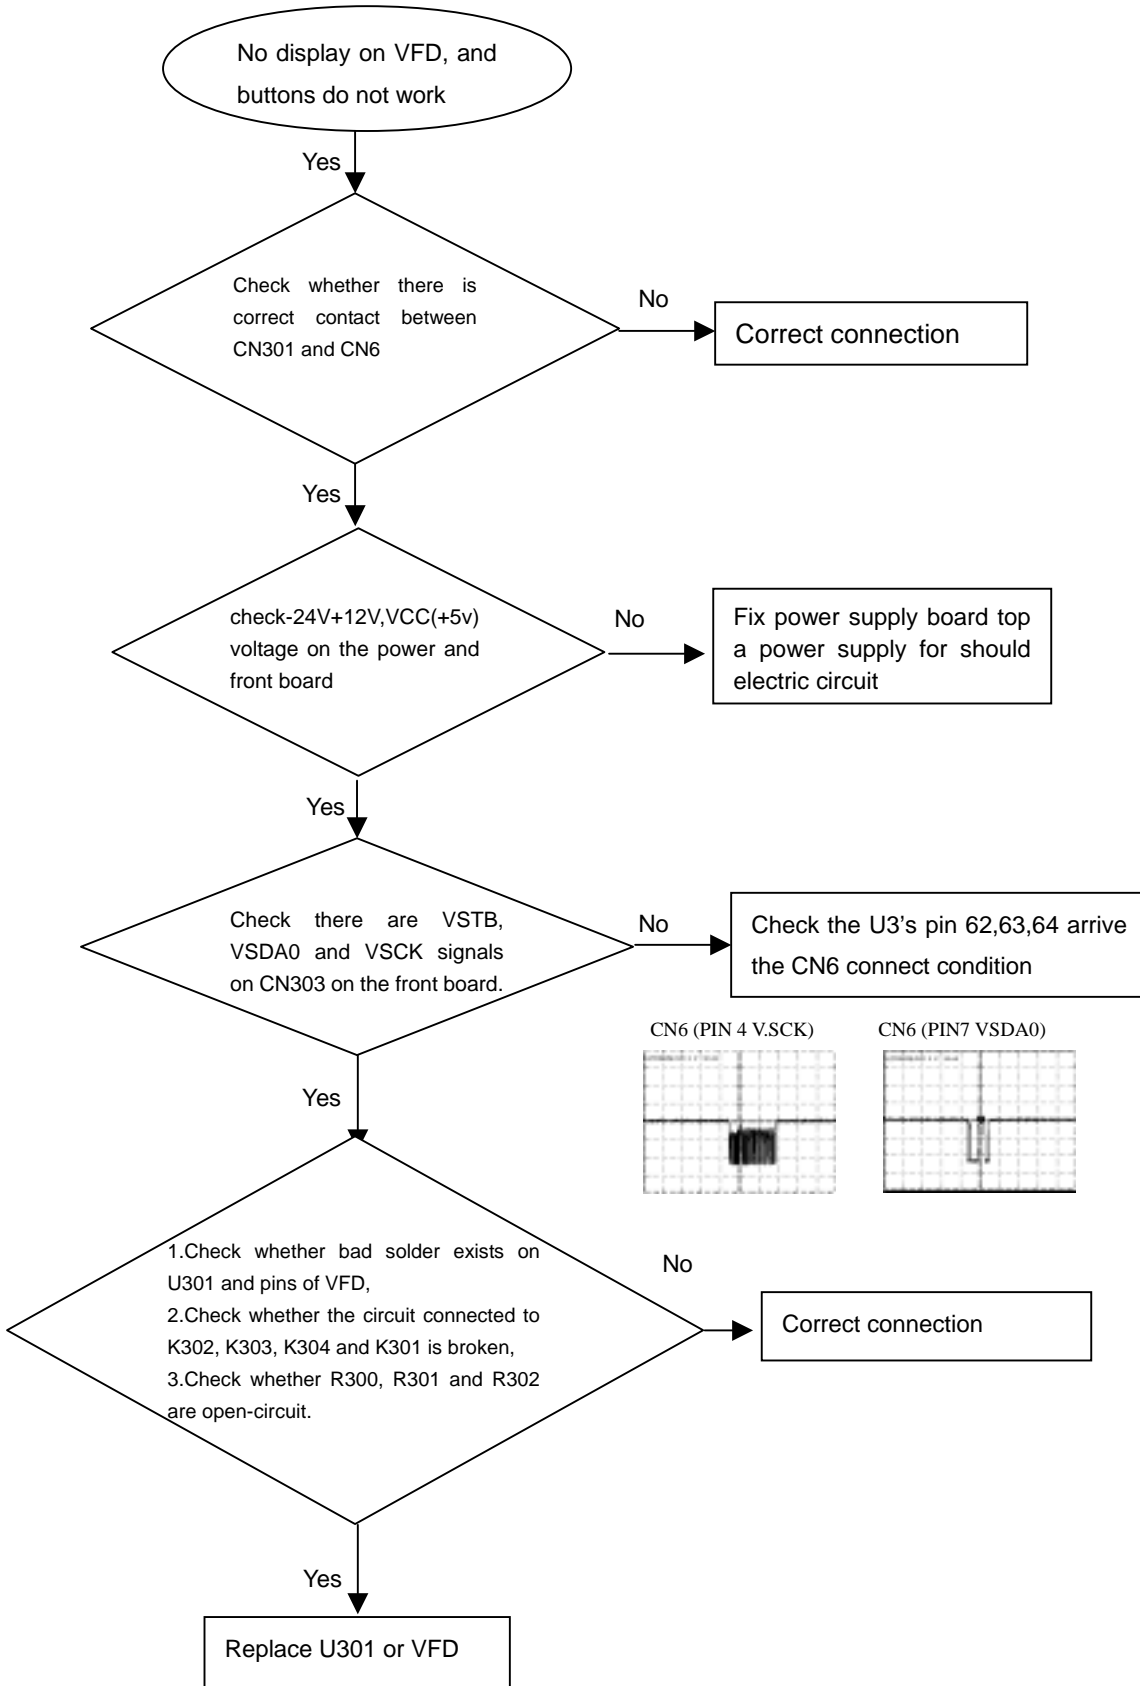 No display on VFD, and
buttons do not work
Yes
Check whether there is
correct contact between
CN301 and CN6
No
Correct connection
Yes
check-24V+12V,VCC(+5v)
voltage on the power and
front board
No
Fix power supply board top
a power supply for should
electric circuit
Yes
Check there are VSTB,
VSDA0 and VSCK signals
on CN303 on the front board.
No
Check the U3's pin 62,63,64 arrive
the CN6 connect condition
CN6 (PIN 4 V.SCK)
CN6 (PIN7 VSDA0)
Yes
1.Check whether bad solder exists on
U301 and pins of VFD,
2.Check whether the circuit connected to
K302, K303, K304 and K301 is broken,
3.Check whether R300, R301 and R302
are open-circuit.
No
Correct connection
Yes
Replace U301 or VFD